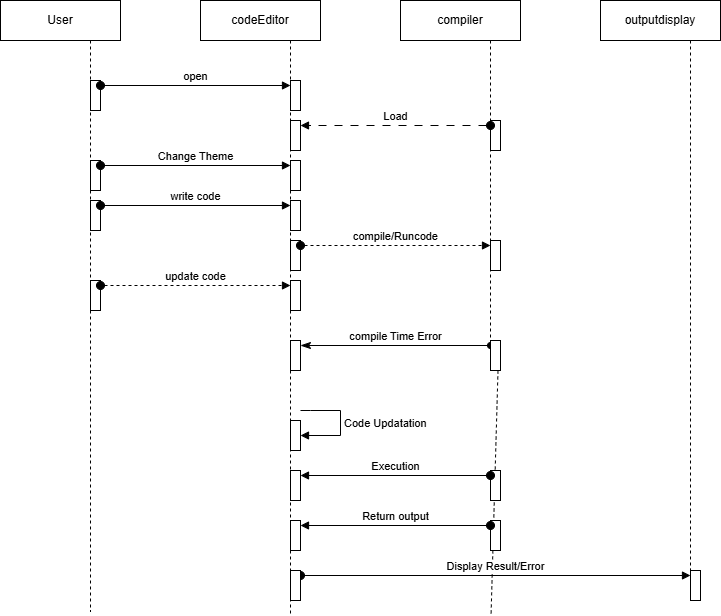 User
codeEditor
compiler
outputdisplay
open
Load
Change Theme
write code
compile/Runcode
update code
compile Time Error
Code Updatation
Execution
Return output
Display Result/Error